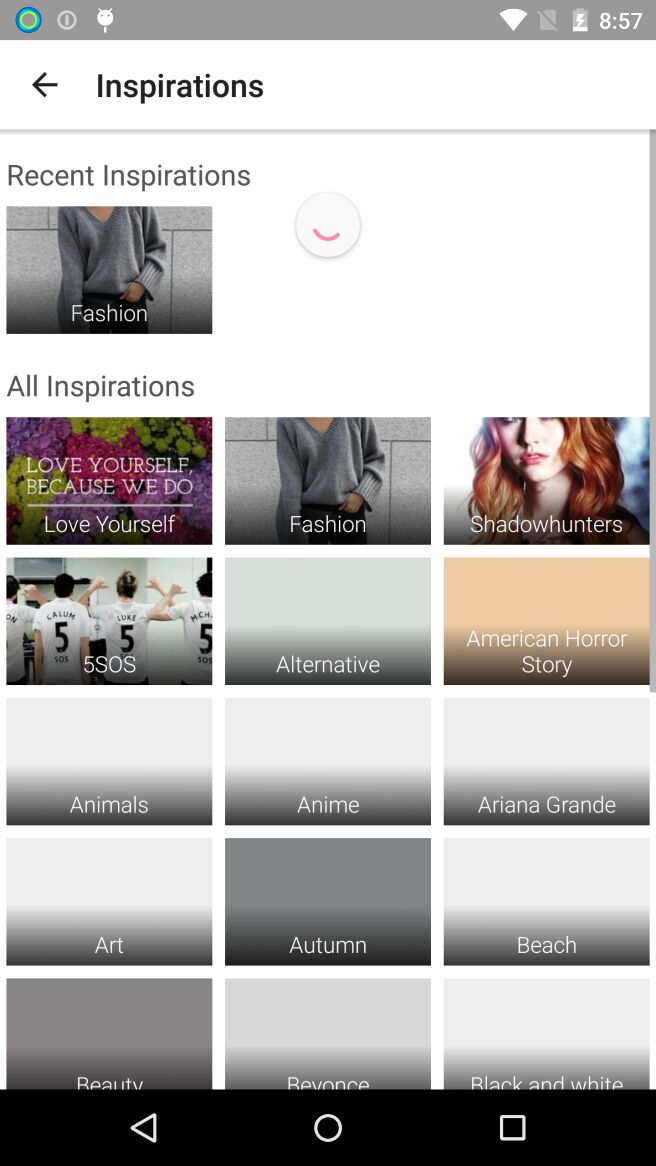 8:57
Inspirations
Recent Inspirations
Fashion
All Inspirations
LOVE YOURSELF,
BECAUSE WE DO
Love Yourself
Fashion
Shadowhunters
CALUM
LUKE
5
5
5
SOS
SOS
5SOS
Alternative
American Horror
Story
Animals
Anime
Ariana Grande
Art
Autumn
Beach
Beauty
Beyonce
Black and white